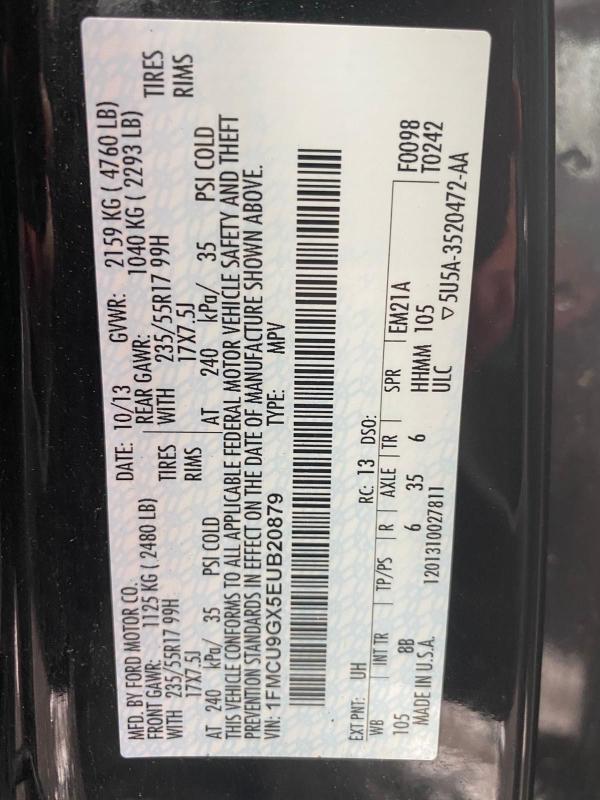 MFD. BY FORD MOTOR CO. DATE: 10/13 GVWR: 2159 KG ( 4760 LB)
FRONT GAWR: 1125 KG ( 2480 LB) REAR GAWR: 1040 KG ( 2293 LB)
WITH 235/55R17 99H TIRES WITH 235/55R17 99H TIRES
17X7.5J RIMS 17X7.5J RIMS
AT 240 kPa/ 35 PSI COLD AT 240 kPa/ 35 PSI COLD
THIS VEHICLE CONFORMS TO ALL APPLICABLE FEDERAL MOTOR VEHICLE SAFETY AND THEFT
PREVENTION STANDARDS IN EFFECT ON THE DATE OF MANUFACTURE SHOWN ABOVE.
VIN: 1FMCU9GX5EUB20879 TYPE: MPV
EXT PNT: UH RC: 13 DSO: F0098
WB INT TR TP/PS R AXLE TR SPR EM21A T0242
105 8B 6 35 6 HHMM 105
MADE IN U.S.A. 1201310027811 ULC ▽5U5A-3520472-AA